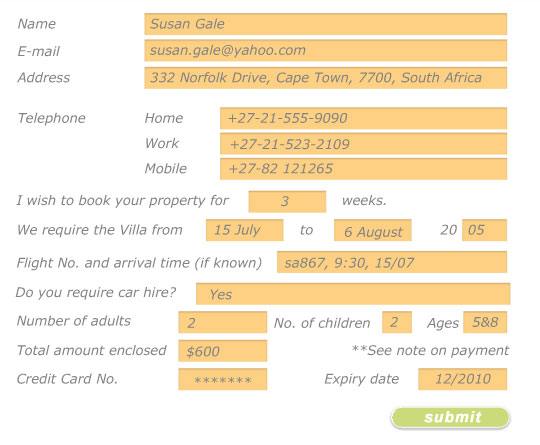 Name Susan Gale
E-mail susan.gale@yahoo.com
Address 332 Norfolk Drive, Cape Town, 7700, South Africa
Telephone Home +27-21-555-9090
Work +27-21-523-2109
Mobile +27-82 121265
I wish to book your property for 3 weeks.
We require the Villa from 15 July to 6 August 20 05
Flight No. and arrival time (if known) sa867, 9:30, 15/07
Do you require car hire? Yes
Number of adults 2 No. of children 2 Ages 5&8
Total amount enclosed $600 **See note on payment
Credit Card No. ******* Expiry date 12/2010
submit